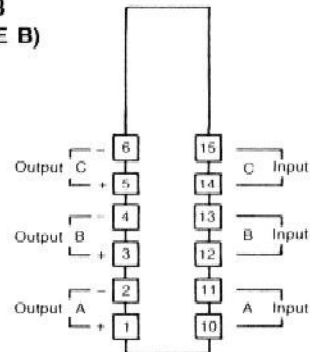 E B)
6 15
Output C - C Input
+ 5 14
4 13
Output B - B Input
+ 3 12
2 11
Output A - A Input
+ 1 10